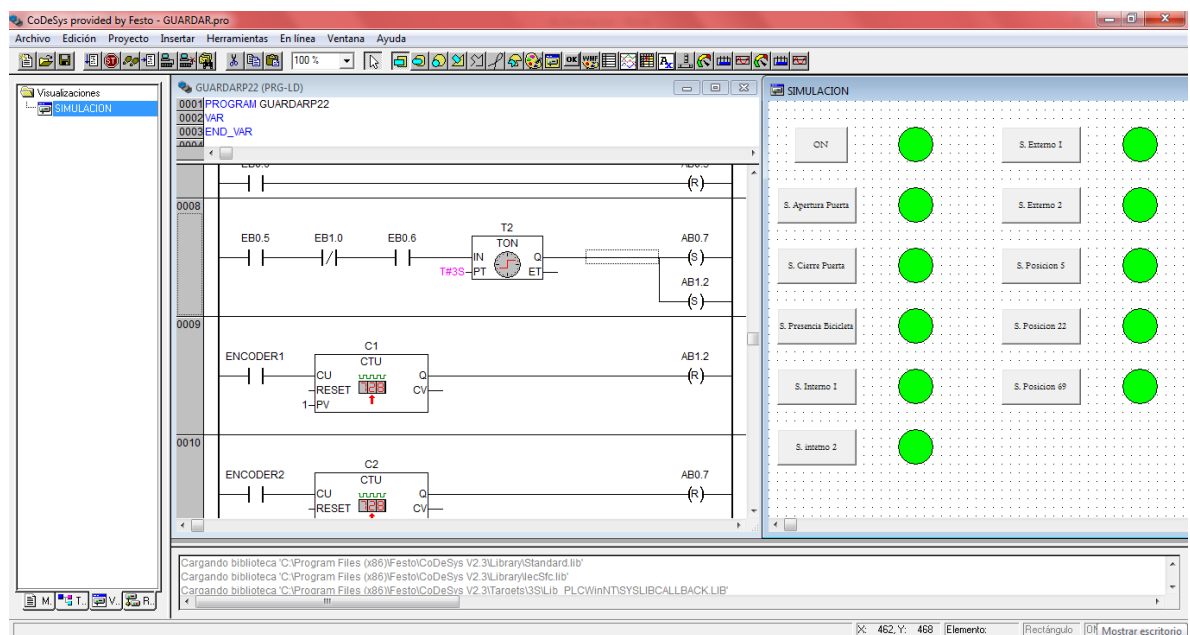 CoDeSys provided by Festo - GUARDAR.pro
Archivo Edición Proyecto Insertar Herramientas En línea Ventana Ayuda
100 %
Visualizaciones
SIMULACION
GUARDARP22 (PRG-LD)
0001 PROGRAM GUARDARP22
0002 VAR
0003 END_VAR
0004
(R)
0008
EB0.5 EB1.0 EB0.6 T2 AB0.7
TON
IN Q (S)
T#3S PT ET
AB1.2
(S)
0009
ENCODER1 C1 AB1.2
CTU
CU Q (R)
RESET CV
1 PV
0010
ENCODER2 C2 AB0.7
CTU
CU Q (R)
RESET CV
SIMULACION
ON S. Externo 1
S. Apertura Puerta S. Externo 2
S. Cierre Puerta S. Posicion 5
S. Presencia Bicicleta S. Posicion 22
S. Interno 1 S. Posicion 69
S. interno 2
Cargando biblioteca 'C:\Program Files (x86)\Festo\CoDeSys V2.3\Library\Standard.lib'
Cargando biblioteca 'C:\Program Files (x86)\Festo\CoDeSys V2.3\Library\IecSfc.lib'
Cargando biblioteca 'C:\Program Files (x86)\Festo\CoDeSys V2.3\Targets\3S\Lib_PLCWinNT\SYSLIBCALLBACK.LIB'
M. T.. V.. R..
X: 462, Y: 468 Elemento: Rectángulo Mostrar escritorio